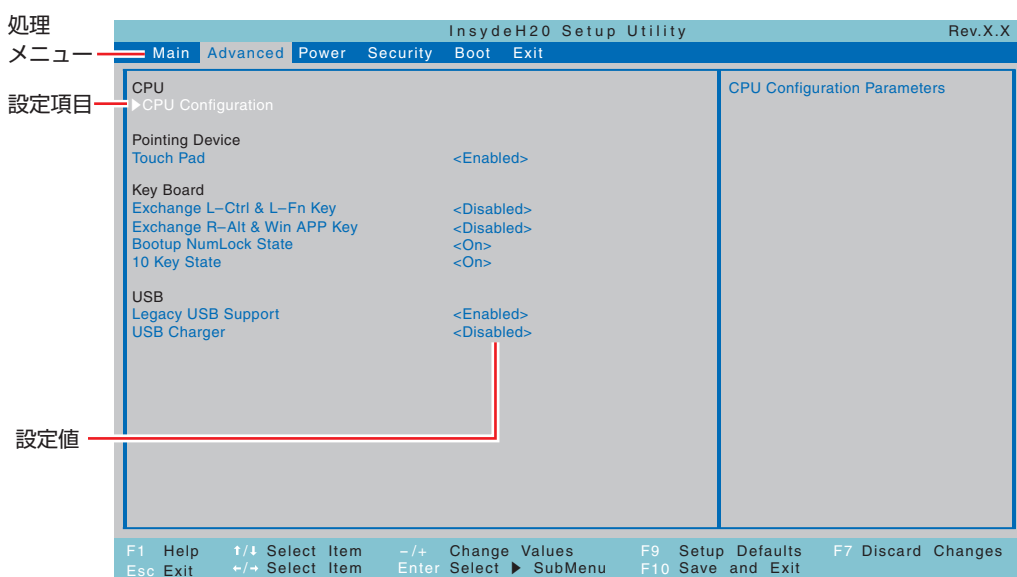 処理
メニュー
設定項目
設定値
InsydeH20 Setup Utility Rev.X.X
Main Advanced Power Security Boot Exit
CPU
▶CPU Configuration
Pointing Device
Touch Pad <Enabled>
Key Board
Exchange L–Ctrl & L–Fn Key <Disabled>
Exchange R–Alt & Win APP Key <Disabled>
Bootup NumLock State <On>
10 Key State <On>
USB
Legacy USB Support <Enabled>
USB Charger <Disabled>
CPU Configuration Parameters
F1 Help ↑/↓ Select Item –/+ Change Values F9 Setup Defaults F7 Discard Changes
Esc Exit ←/→ Select Item Enter Select ▶ SubMenu F10 Save and Exit